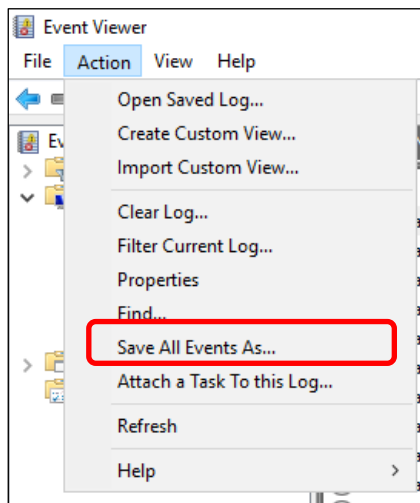 Event Viewer
File Action View Help
Open Saved Log...
Create Custom View...
Import Custom View...
Clear Log...
Filter Current Log...
Properties
Find...
Save All Events As...
Attach a Task To this Log...
Refresh
Help